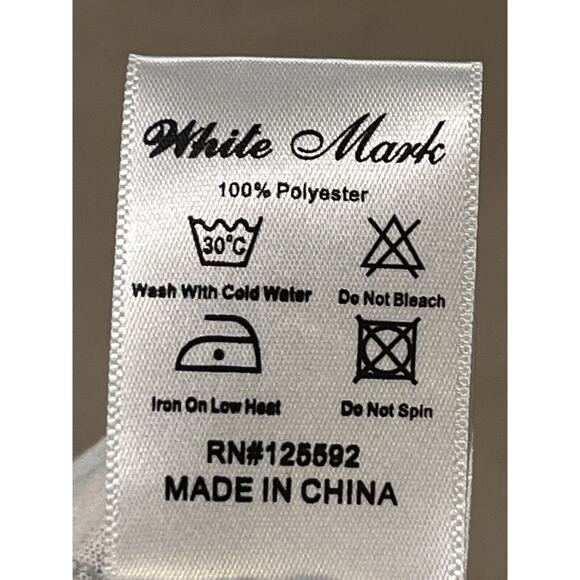 White Mark
100% Polyester
30°C
Wash With Cold Water
Do Not Bleach
Iron On Low Heat
Do Not Spin
RN#125592
MADE IN CHINA